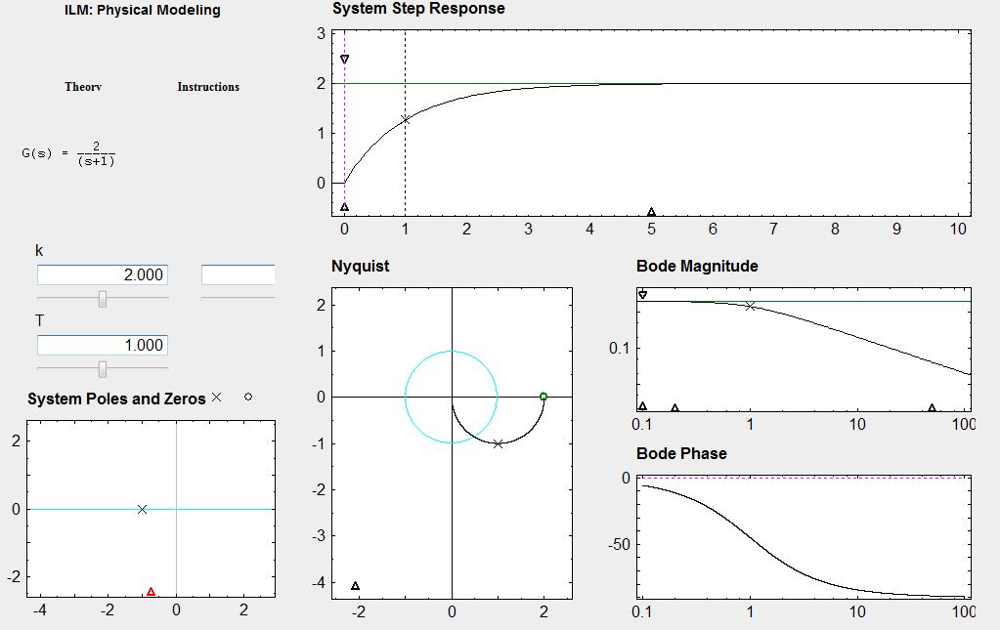 ILM: Physical Modeling
Theory Instructions
G(s) = 2
(s+1)
k
2.000
T
1.000
System Poles and Zeros
2
0
-2
-4 -2 0 2
System Step Response
3
2
1
0
0 1 2 3 4 5 6 7 8 9 10
Nyquist
2
1
0
-1
-2
-3
-4
-2 0 2
Bode Magnitude
0.1
0.1 1 10 100
Bode Phase
0
-50
0.1 1 10 100